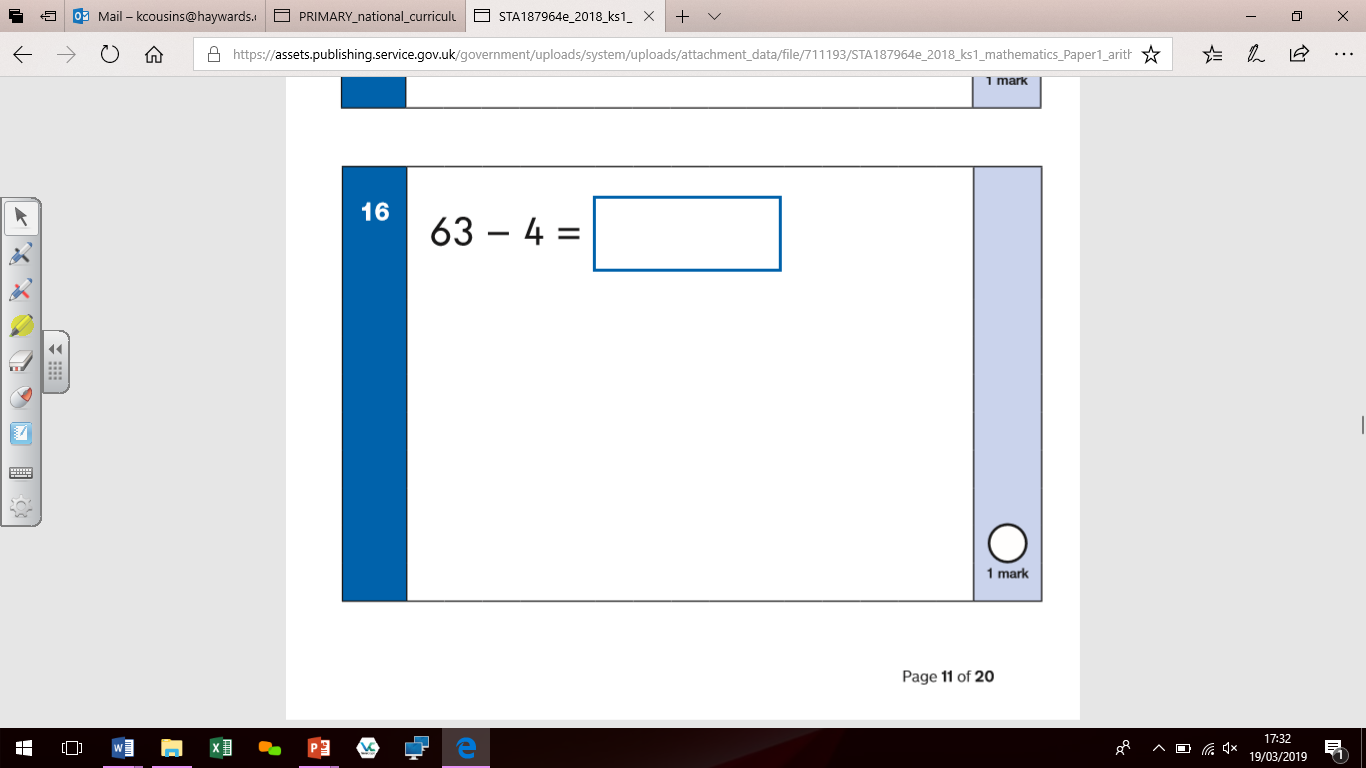 Mail – kcousins@haywards.
PRIMARY_national_curricul
STA187964e_2018_ks1_
https://assets.publishing.service.gov.uk/government/uploads/system/uploads/attachment_data/file/711193/STA187964e_2018_ks1_mathematics_Paper1_arith
1 mark
16
63 – 4 =
1 mark
Page 11 of 20
17:32
19/03/2019
1